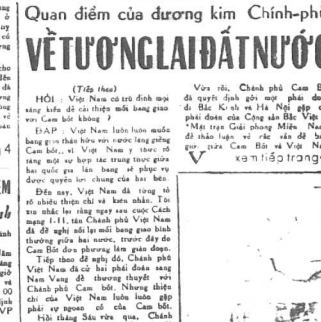 Quan điểm của đương kim Chính-ph
VỀ TƯƠNG LAI ĐẤT NƯỚC
(Tiếp theo)
HỎI : Việt Nam có trù định mọi
sáng kiến để cải thiện mối bang giao
với Cam bốt không ?
ĐÁP : Việt Nam luôn luôn muốn
bang giao thân hữu với nước láng giềng
Cam bốt, vì Việt Nam ý thức rõ
ràng một sự hợp tác trung thực giữa
hai quốc gia lân bang sẽ phục vụ
được quyền lợi chung của hai bên.
Đến nay, Việt Nam đã từng tỏ
rõ nhiều thiện chí và kiên nhẫn. Tôi
xin nhắc lại rằng ngay sau cuộc Cách
mạng 1-11, tân Chánh phủ Việt Nam
đã đề nghị nối lại mối bang giao bình
thường giữa hai nước, trước đây do
Cam Bốt đơn phương làm gián đoạn.
Tiếp theo đề nghị đó, Chánh phủ
Việt Nam đã cử hai phái đoàn sang
Nam Vang để thương thuyết với
Chánh phủ Cam bốt. Nhưng thiện
chí của Việt Nam luôn luôn gặp
phải sự ngoan cố của Cam bốt.
Hồi tháng Sáu vừa qua, Chánh
Vừa rồi, Chánh phủ Cam B
đã quyết định gởi một phái đo
đi Bắc Kinh và Hà Nội gặp c
phái đoàn của Cộng sản Bắc Việt
"Mặt trận Giải phóng Miền Nam
để thảo luận về các vấn đề b
giới giữa Cam Bốt và Việt N
V
xem tiếp trang
4